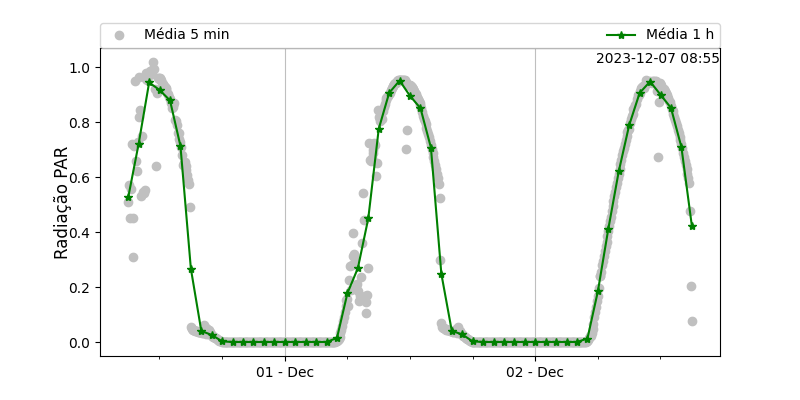 Média 5 min
Média 1 h
2023-12-07 08:55
Radiação PAR
1.0
0.8
0.6
0.4
0.2
0.0
01 - Dec
02 - Dec